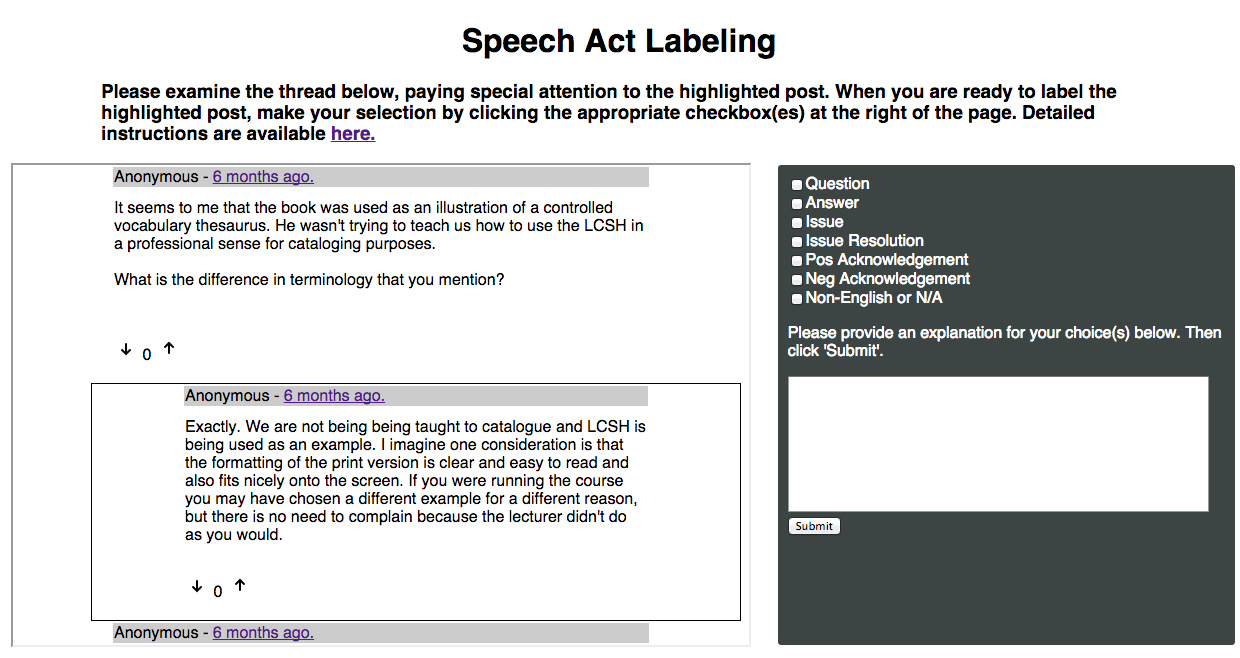 Speech Act Labeling
Please examine the thread below, paying special attention to the highlighted post. When you are ready to label the
highlighted post, make your selection by clicking the appropriate checkbox(es) at the right of the page. Detailed
instructions are available here.
Anonymous - 6 months ago.
It seems to me that the book was used as an illustration of a controlled
vocabulary thesaurus. He wasn't trying to teach us how to use the LCSH in
a professional sense for cataloging purposes.
What is the difference in terminology that you mention?
0
Anonymous - 6 months ago.
Exactly. We are not being being taught to catalogue and LCSH is
being used as an example. I imagine one consideration is that
the formatting of the print version is clear and easy to read and
also fits nicely onto the screen. If you were running the course
you may have chosen a different example for a different reason,
but there is no need to complain because the lecturer didn't do
as you would.
0
Anonymous - 6 months ago.
Question
Answer
Issue
Issue Resolution
Pos Acknowledgement
Neg Acknowledgement
Non-English or N/A
Please provide an explanation for your choice(s) below. Then
click 'Submit'.
Submit